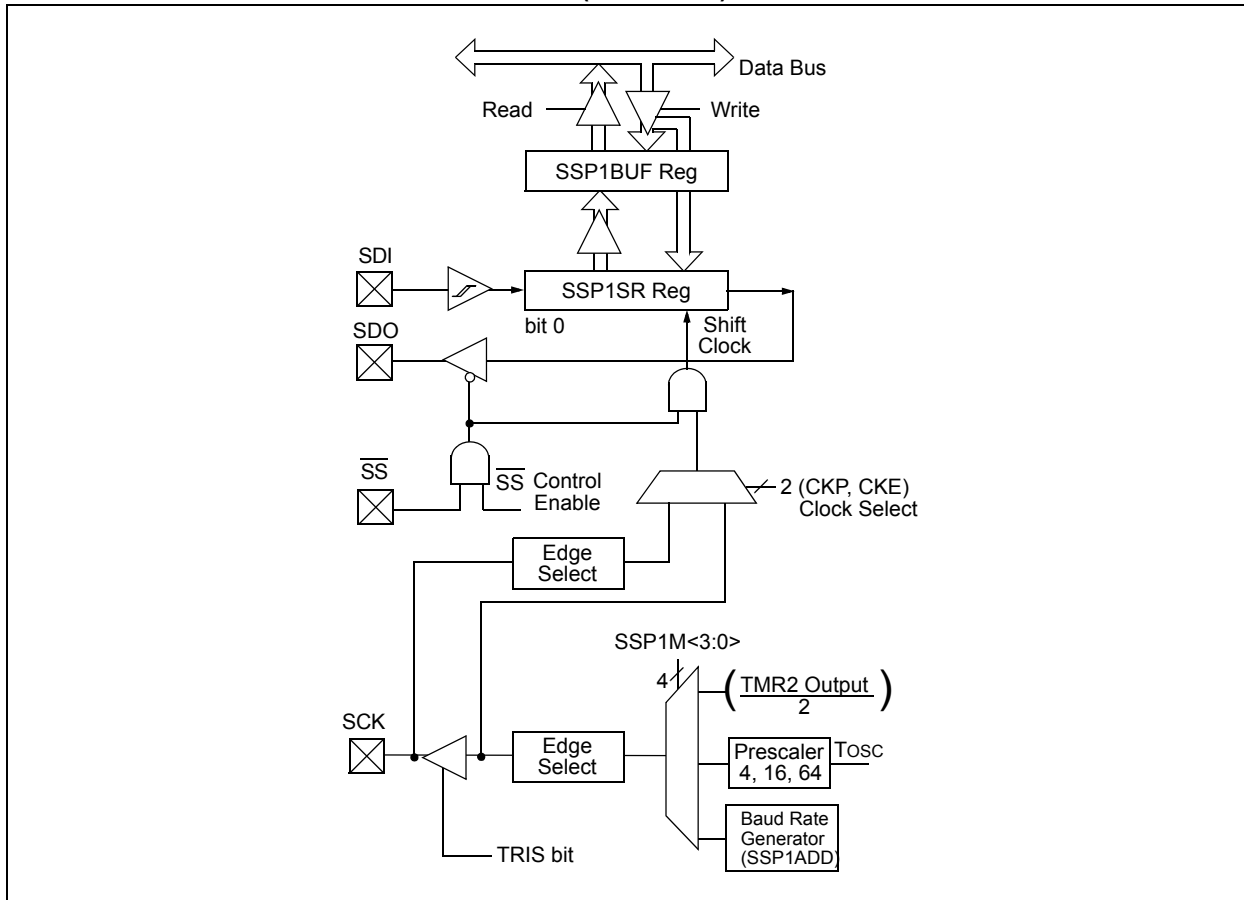 Data Bus
Read
Write
SSP1BUF Reg
SDI
SSP1SR Reg
bit 0
Shift
Clock
SDO
SS
SS Control
Enable
2 (CKP, CKE)
Clock Select
Edge
Select
SSP1M<3:0>
4
(TMR2 Output)
2
SCK
Edge
Select
Prescaler
4, 16, 64
TOSC
Baud Rate
Generator
(SSP1ADD)
TRIS bit